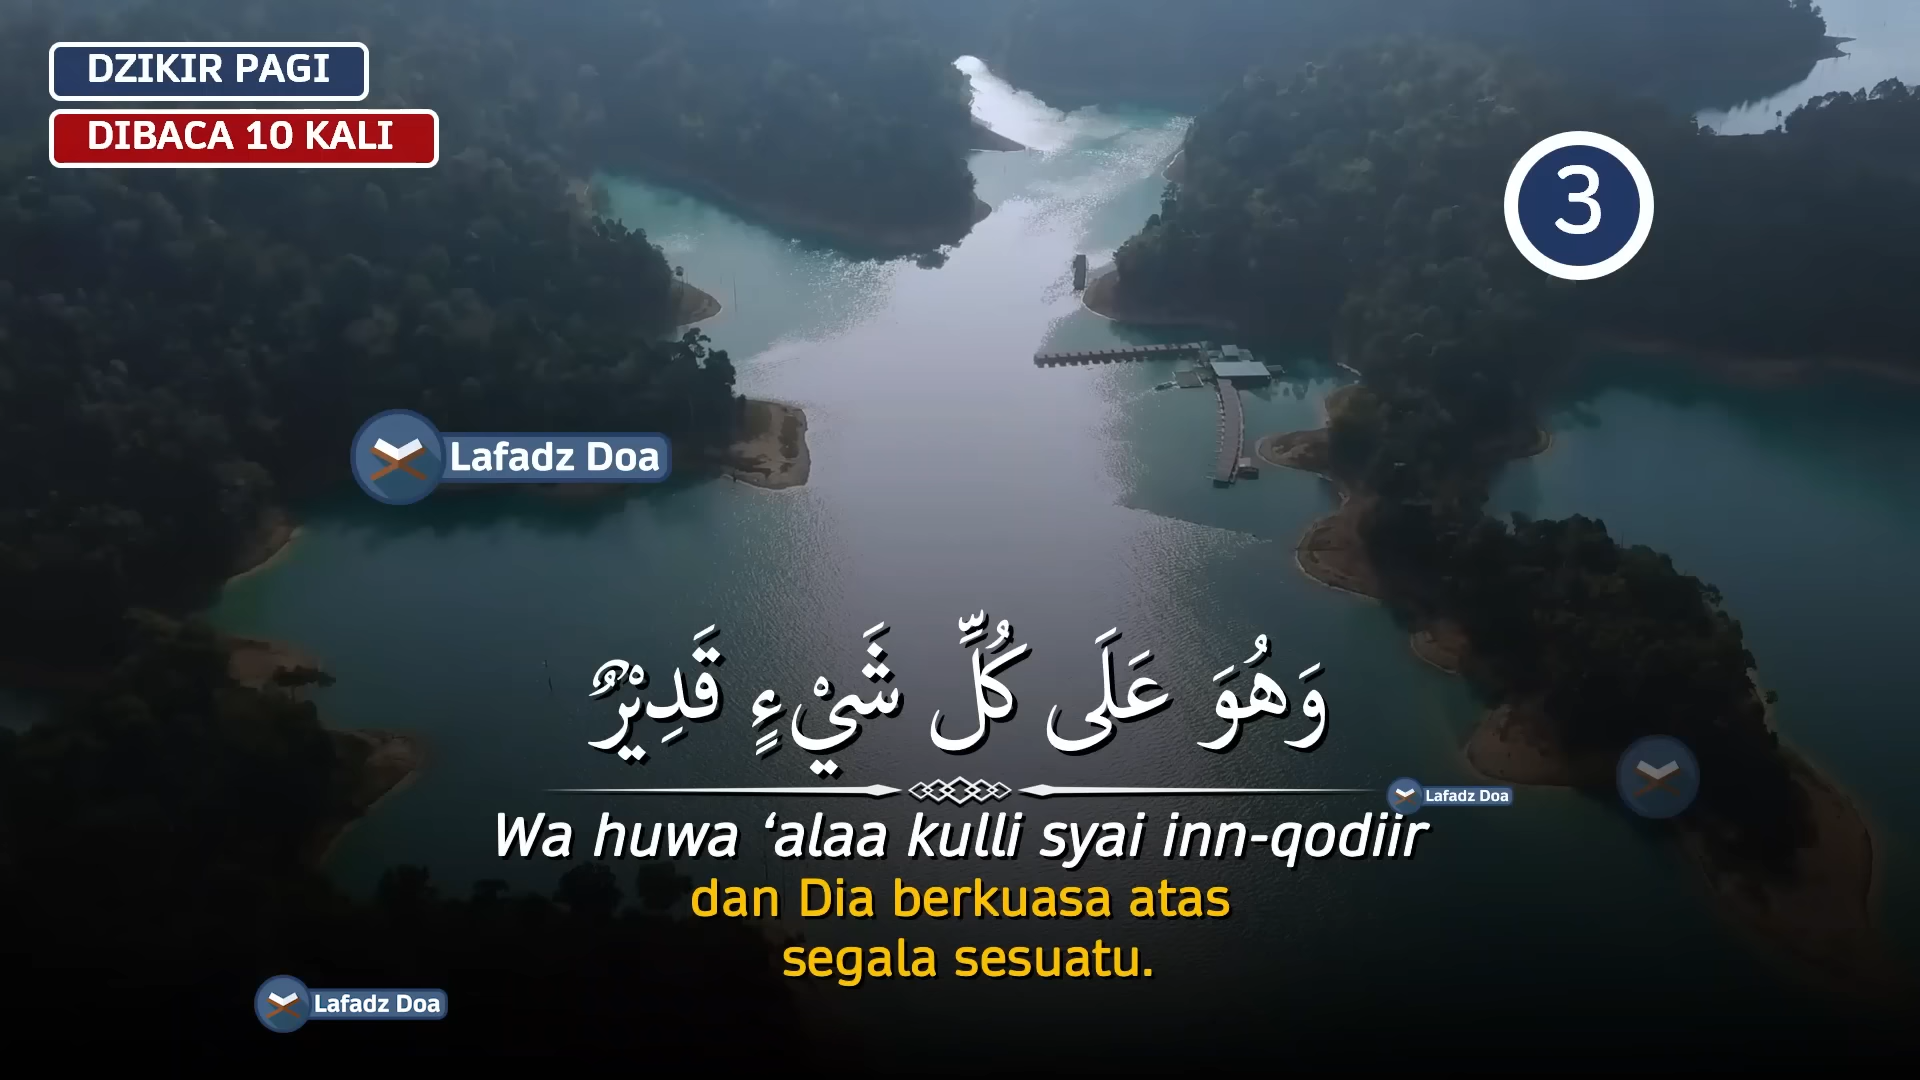 DZIKIR PAGI
DIBACA 10 KALI
3
Lafadz Doa
وَهُوَ عَلَى كُلِّ شَيْءٍ قَدِيْرٌ
Lafadz Doa
Wa huwa ‘alaa kulli syai inn-qodiir
dan Dia berkuasa atas
segala sesuatu.
Lafadz Doa